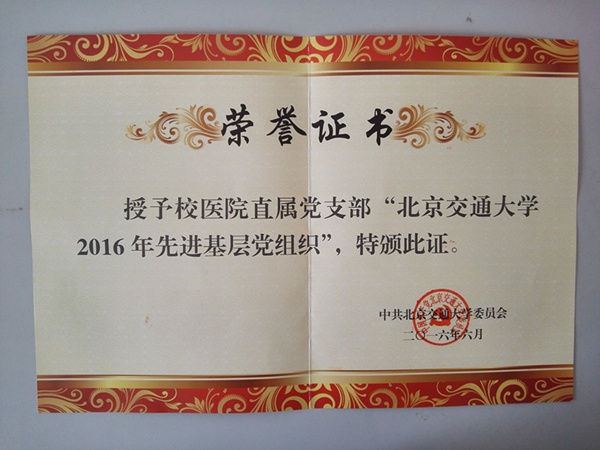 荣誉证书
授予校医院直属党支部“北京交通大学
2016年先进基层党组织”，特颁此证。
中共北京交通大学委员会
二〇一六年六月